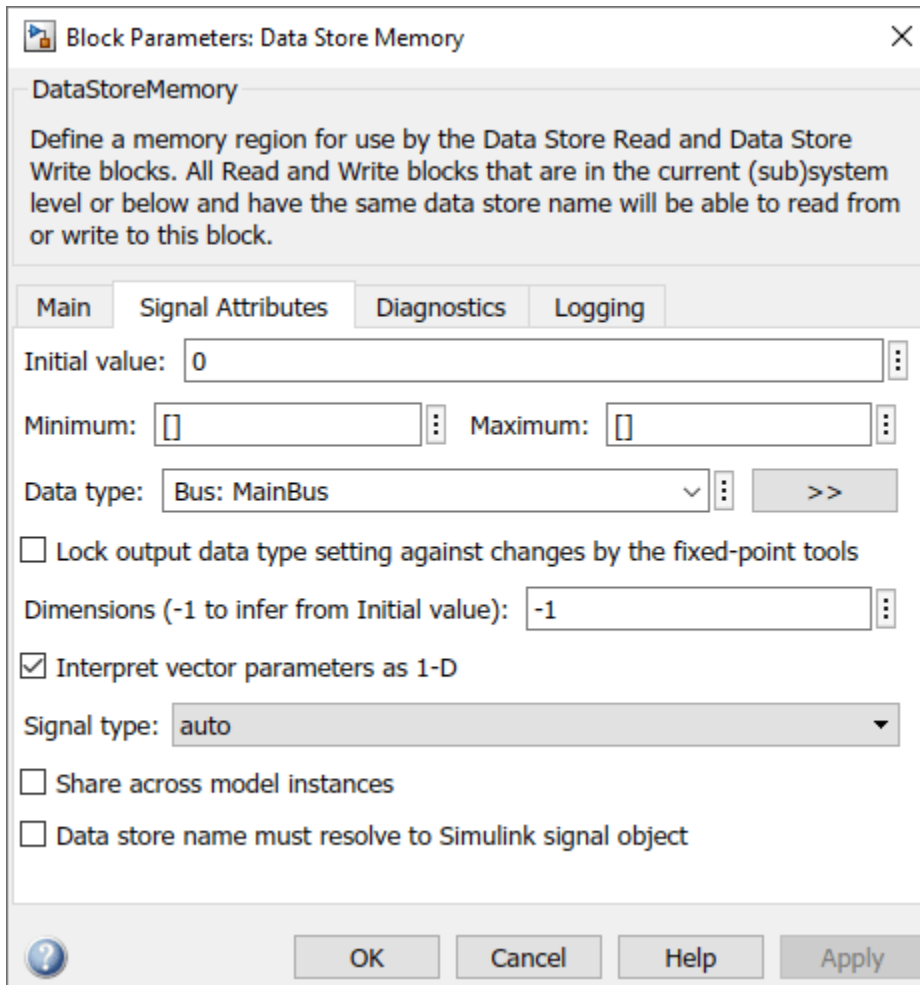 Block Parameters: Data Store Memory
DataStoreMemory
Define a memory region for use by the Data Store Read and Data Store
Write blocks. All Read and Write blocks that are in the current (sub)system
level or below and have the same data store name will be able to read from
or write to this block.
Main Signal Attributes Diagnostics Logging
Initial value: 0
Minimum: [] Maximum: []
Data type: Bus: MainBus >>
Lock output data type setting against changes by the fixed-point tools
Dimensions (-1 to infer from Initial value): -1
Interpret vector parameters as 1-D
Signal type: auto
Share across model instances
Data store name must resolve to Simulink signal object
? OK Cancel Help Apply